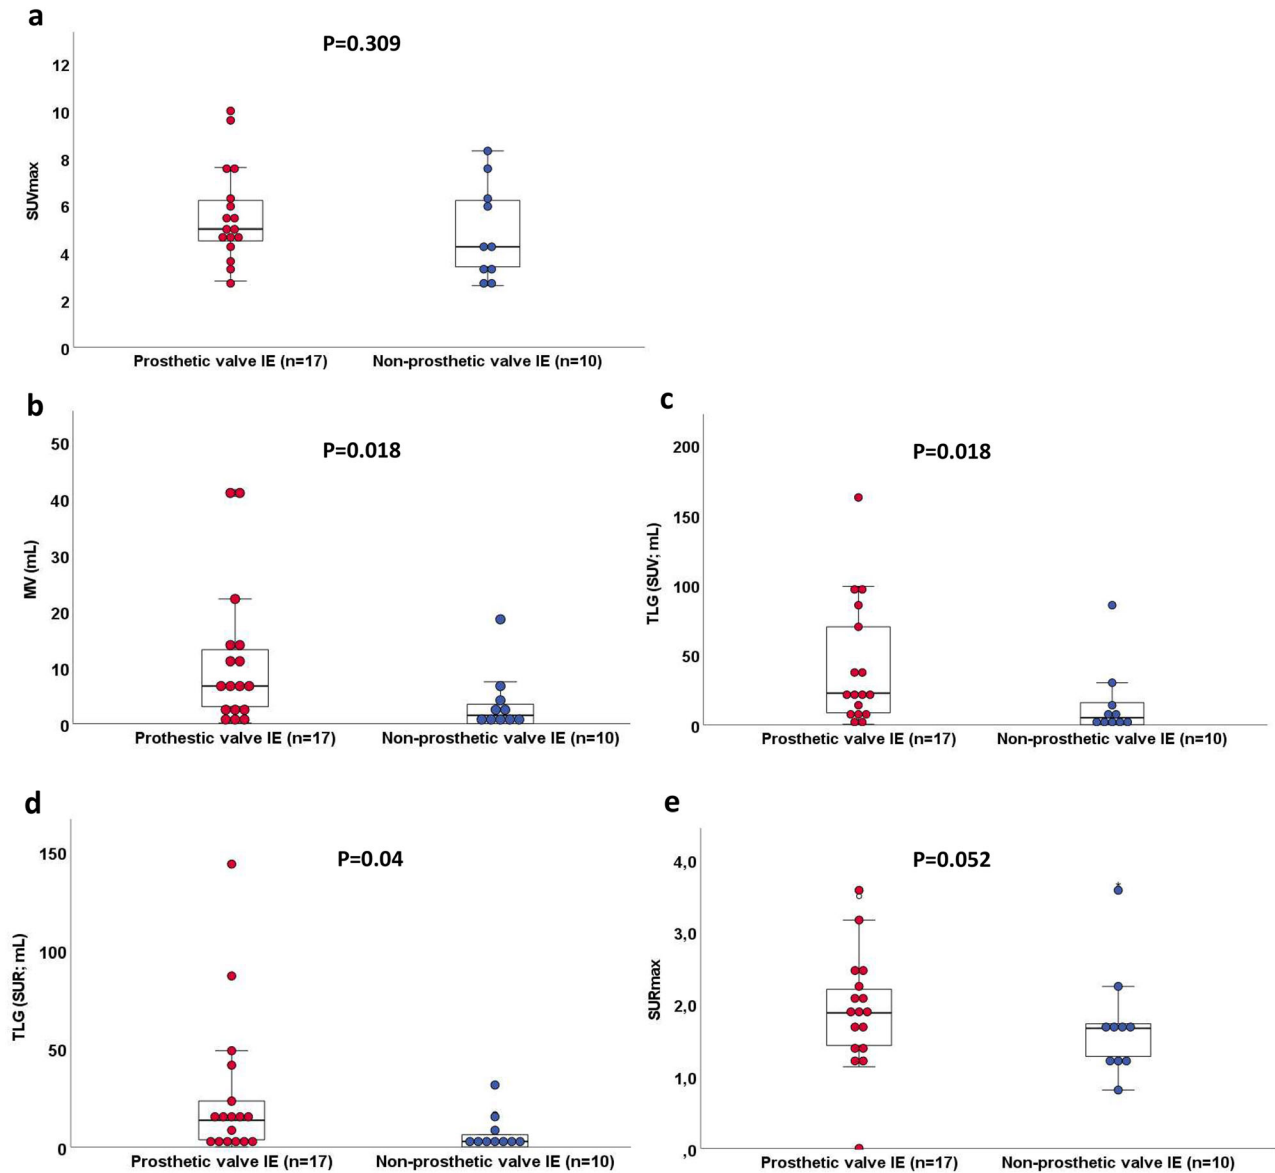 a
P=0.309
12
10
8
6
4
2
0
SUVmax
Prosthetic valve IE (n=17)
Non-prosthetic valve IE (n=10)
b
P=0.018
50
40
30
20
10
0
MV (mL)
Prothestic valve IE (n=17)
Non-prosthetic valve IE (n=10)
c
P=0.018
200
150
100
50
0
TLG (SUV; mL)
Prosthetic valve IE (n=17)
Non-prosthetic valve IE (n=10)
d
P=0.04
150
100
50
0
TLG (SUR; mL)
Prosthetic valve IE (n=17)
Non-prosthetic valve IE (n=10)
e
P=0.052
4,0
3,0
2,0
1,0
,0
SURmax
Prosthetic valve IE (n=17)
Non-prosthetic valve IE (n=10)